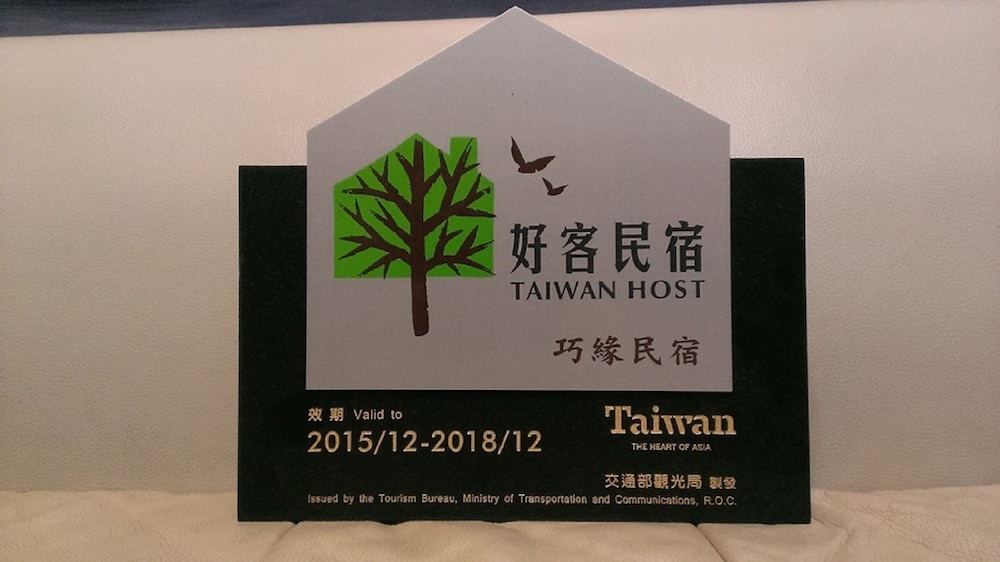 好客民宿
TAIWAN HOST
巧緣民宿
效期 Valid to
2015/12-2018/12
Taiwan
THE HEART OF ASIA
交通部觀光局 製發
Issued by the Tourism Bureau, Ministry of Transportation and Communications, R.O.C.